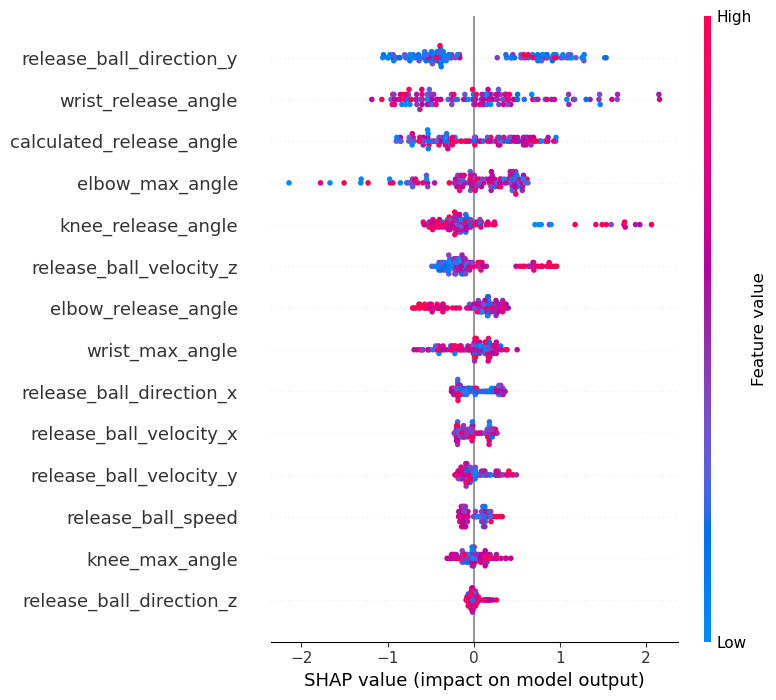 High
release_ball_direction_y
wrist_release_angle
calculated_release_angle
elbow_max_angle
knee_release_angle
release_ball_velocity_z
elbow_release_angle
wrist_max_angle
release_ball_direction_x
release_ball_velocity_x
release_ball_velocity_y
release_ball_speed
knee_max_angle
release_ball_direction_z
Feature value
Low
−2 −1 0 1 2
SHAP value (impact on model output)